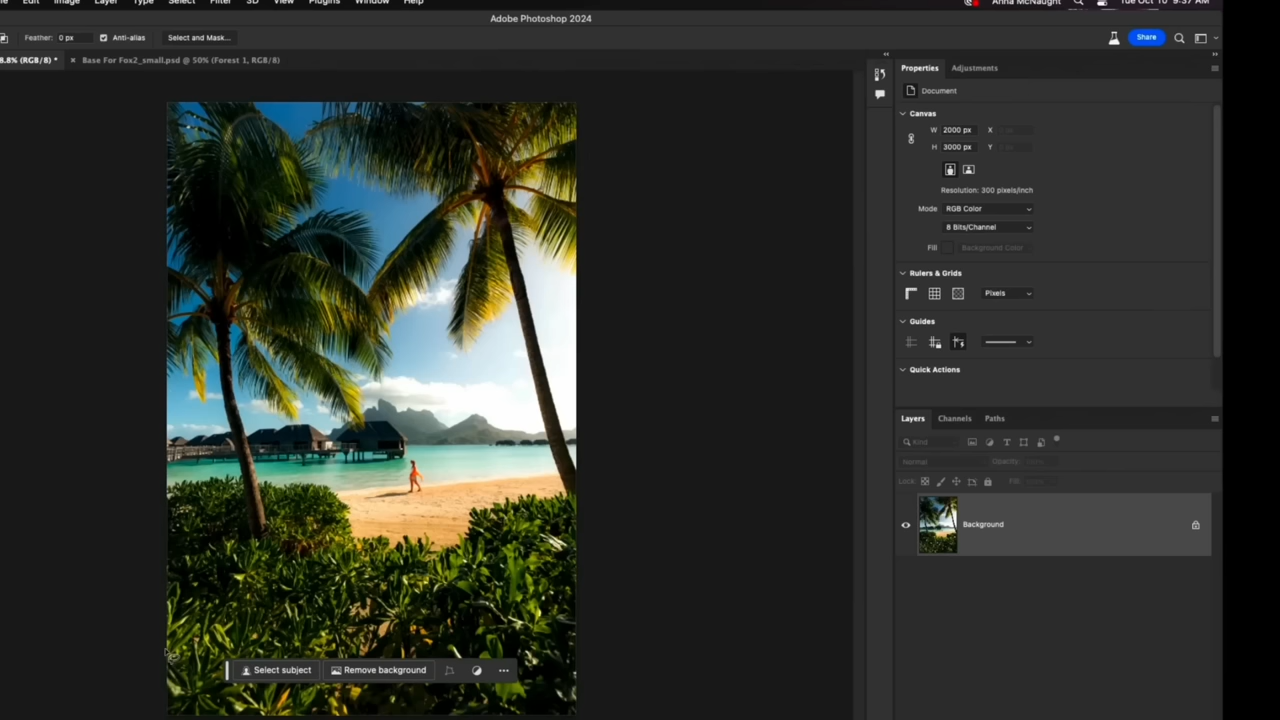 Edit Image Layer Type Select Filter 3D View Plugins Window Help
Anna McNaught Tue Oct 10 9:37 AM
Adobe Photoshop 2024
Feather: 0 px Anti-alias Select and Mask... Share
8.8% (RGB/8) * × Base For Fox2_small.psd @ 50% (Forest 1, RGB/8)
Properties Adjustments
Document
Canvas
W 2000 px X
H 3000 px Y
Resolution: 300 pixels/inch
Mode RGB Color
8 Bits/Channel
Fill Background Color
Rulers & Grids
Pixels
Guides
Quick Actions
Layers Channels Paths
Kind
normal Opacity:
Lock: Fill:
Background
Select subject Remove background